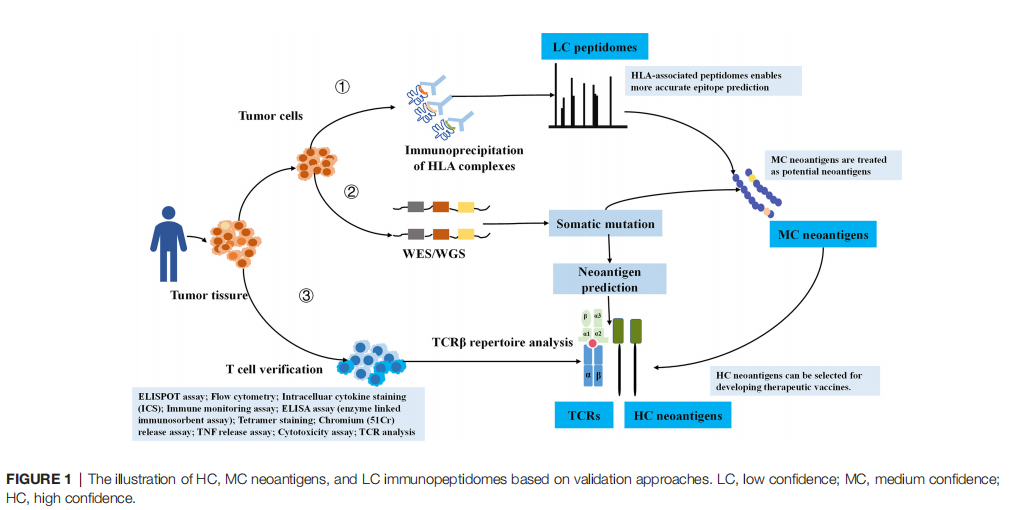 LC peptidomes
HLA-associated peptidomes enables
more accurate epitope prediction
①
Tumor cells
Immunoprecipitation
of HLA complexes
MC neoantigens are treated
as potential neoantigens
②
WES/WGS
Somatic mutation
MC neoantigens
Neoantigen
prediction
Tumor tissure
③
β α3
α1 α2
TCRβ repertoire analysis
T cell verification
α β
HC neoantigens can be selected for
developing therapeutic vaccines.
ELISPOT assay; Flow cytometry; Intracelluar cytokine staining
(ICS); Immune monitoring assay; ELISA assay (enzyme linked
immunosorbent assay); Tetramer staining; Chromium (51Cr)
release assay; TNF release assay; Cytotoxicity assay; TCR analysis
TCRs
HC neoantigens
FIGURE 1 | The illustration of HC, MC neoantigens, and LC immunopeptidomes based on validation approaches. LC, low confidence; MC, medium confidence;
HC, high confidence.